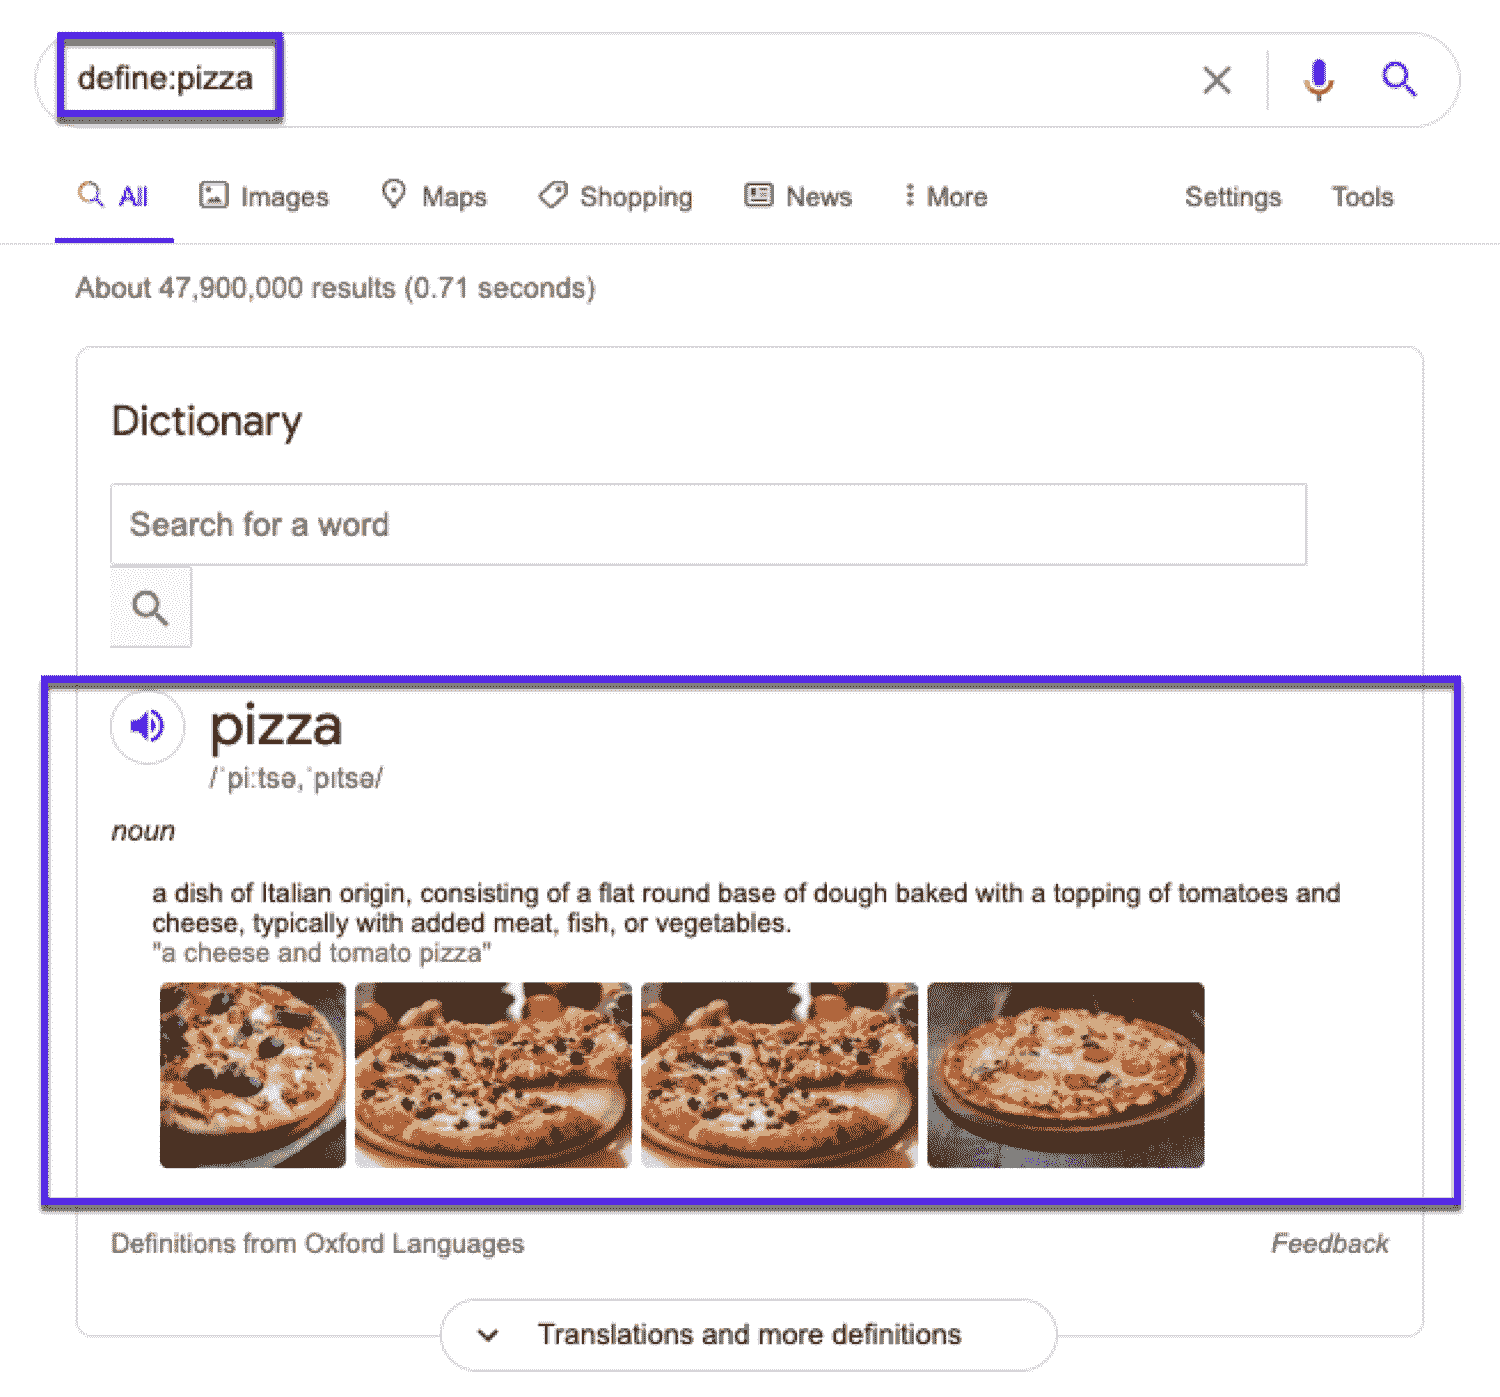 define:pizza
All Images Maps Shopping News More Settings Tools
About 47,900,000 results (0.71 seconds)
Dictionary
Search for a word
pizza
/ˈpiːtsə,ˈpɪtsə/
noun
a dish of Italian origin, consisting of a flat round base of dough baked with a topping of tomatoes and
cheese, typically with added meat, fish, or vegetables.
"a cheese and tomato pizza"
Definitions from Oxford Languages Feedback
Translations and more definitions